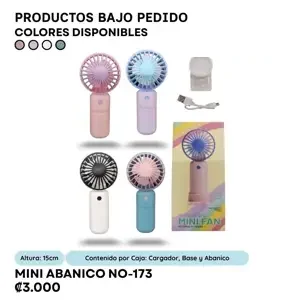 PRODUCTOS BAJO PEDIDO
COLORES DISPONIBLES
MINI FAN
Altura: 15cm
Contenido por Caja: Cargador, Base y Abanico
MINI ABANICO NO-173
₡3.000